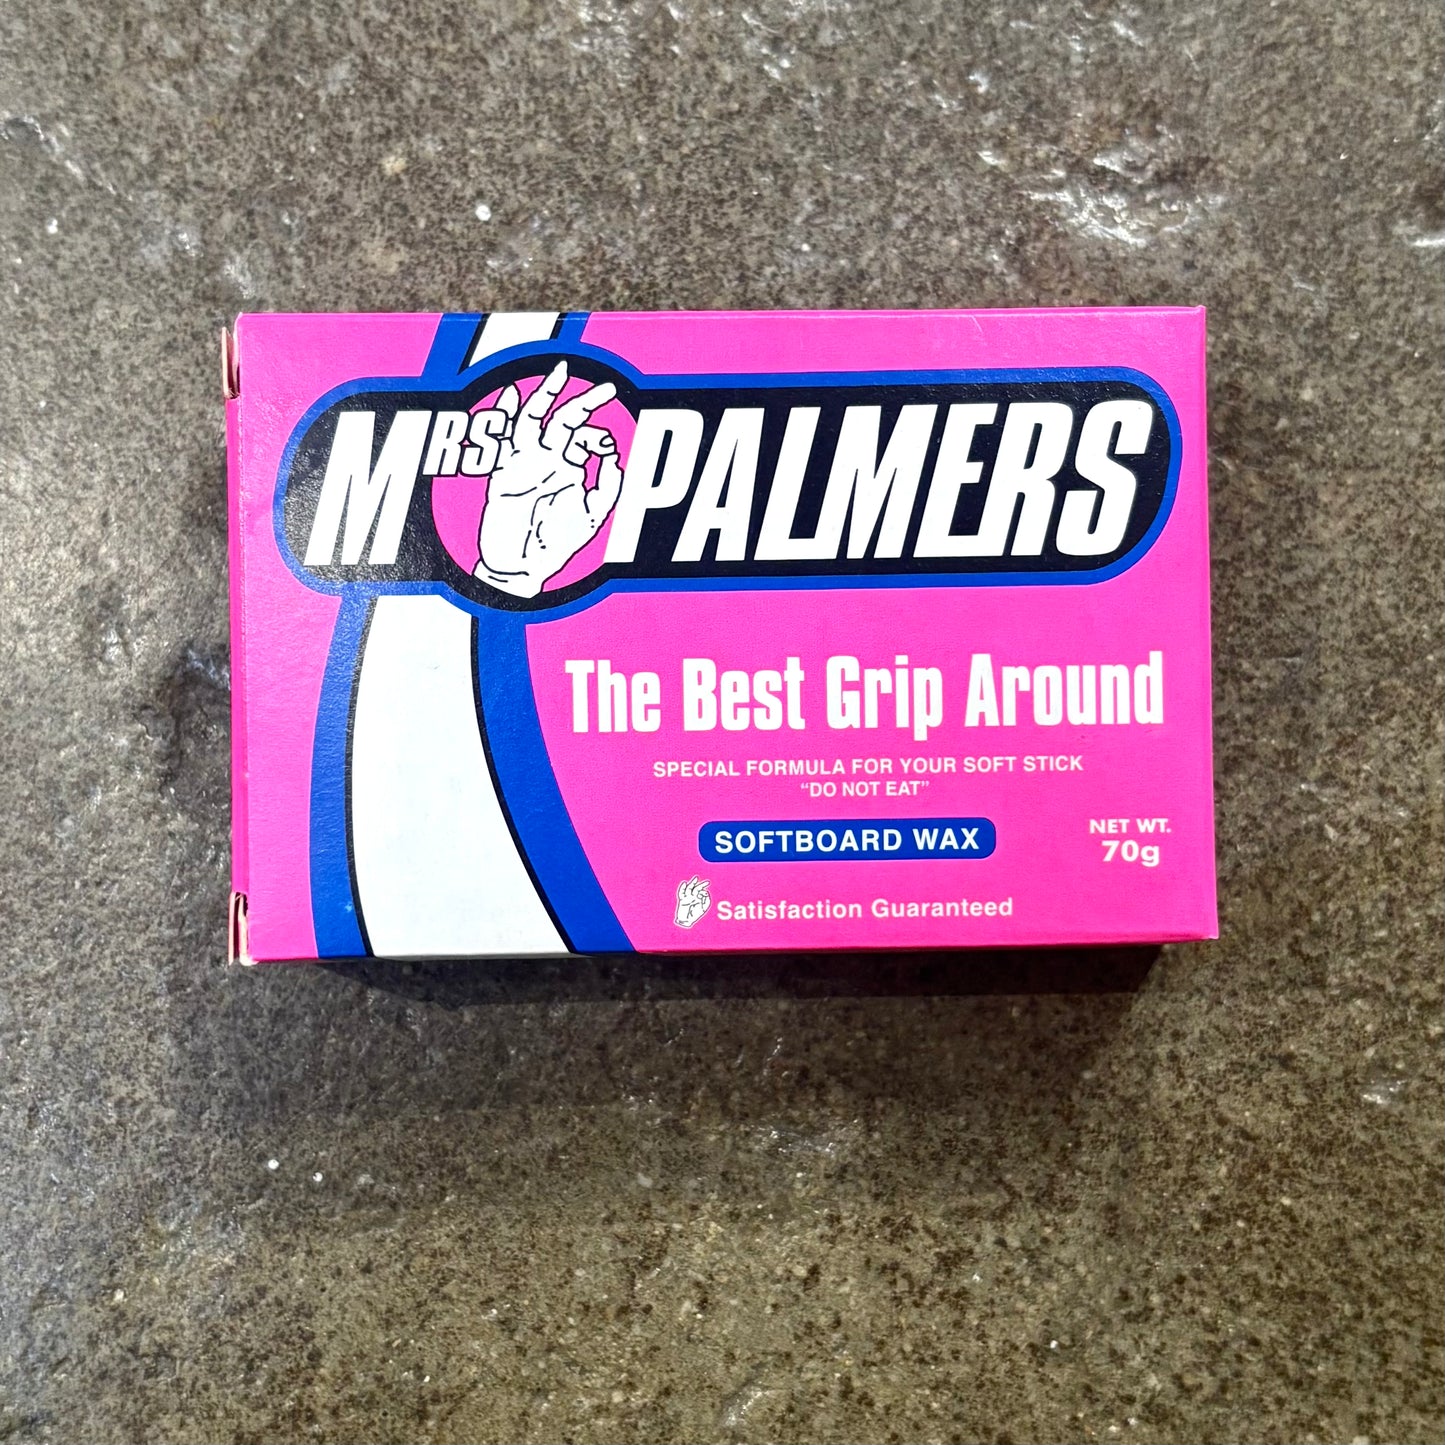 MRS PALMERS
The Best Grip Around
SPECIAL FORMULA FOR YOUR SOFT STICK
“DO NOT EAT”
SOFTBOARD WAX
NET WT.
70g
Satisfaction Guaranteed